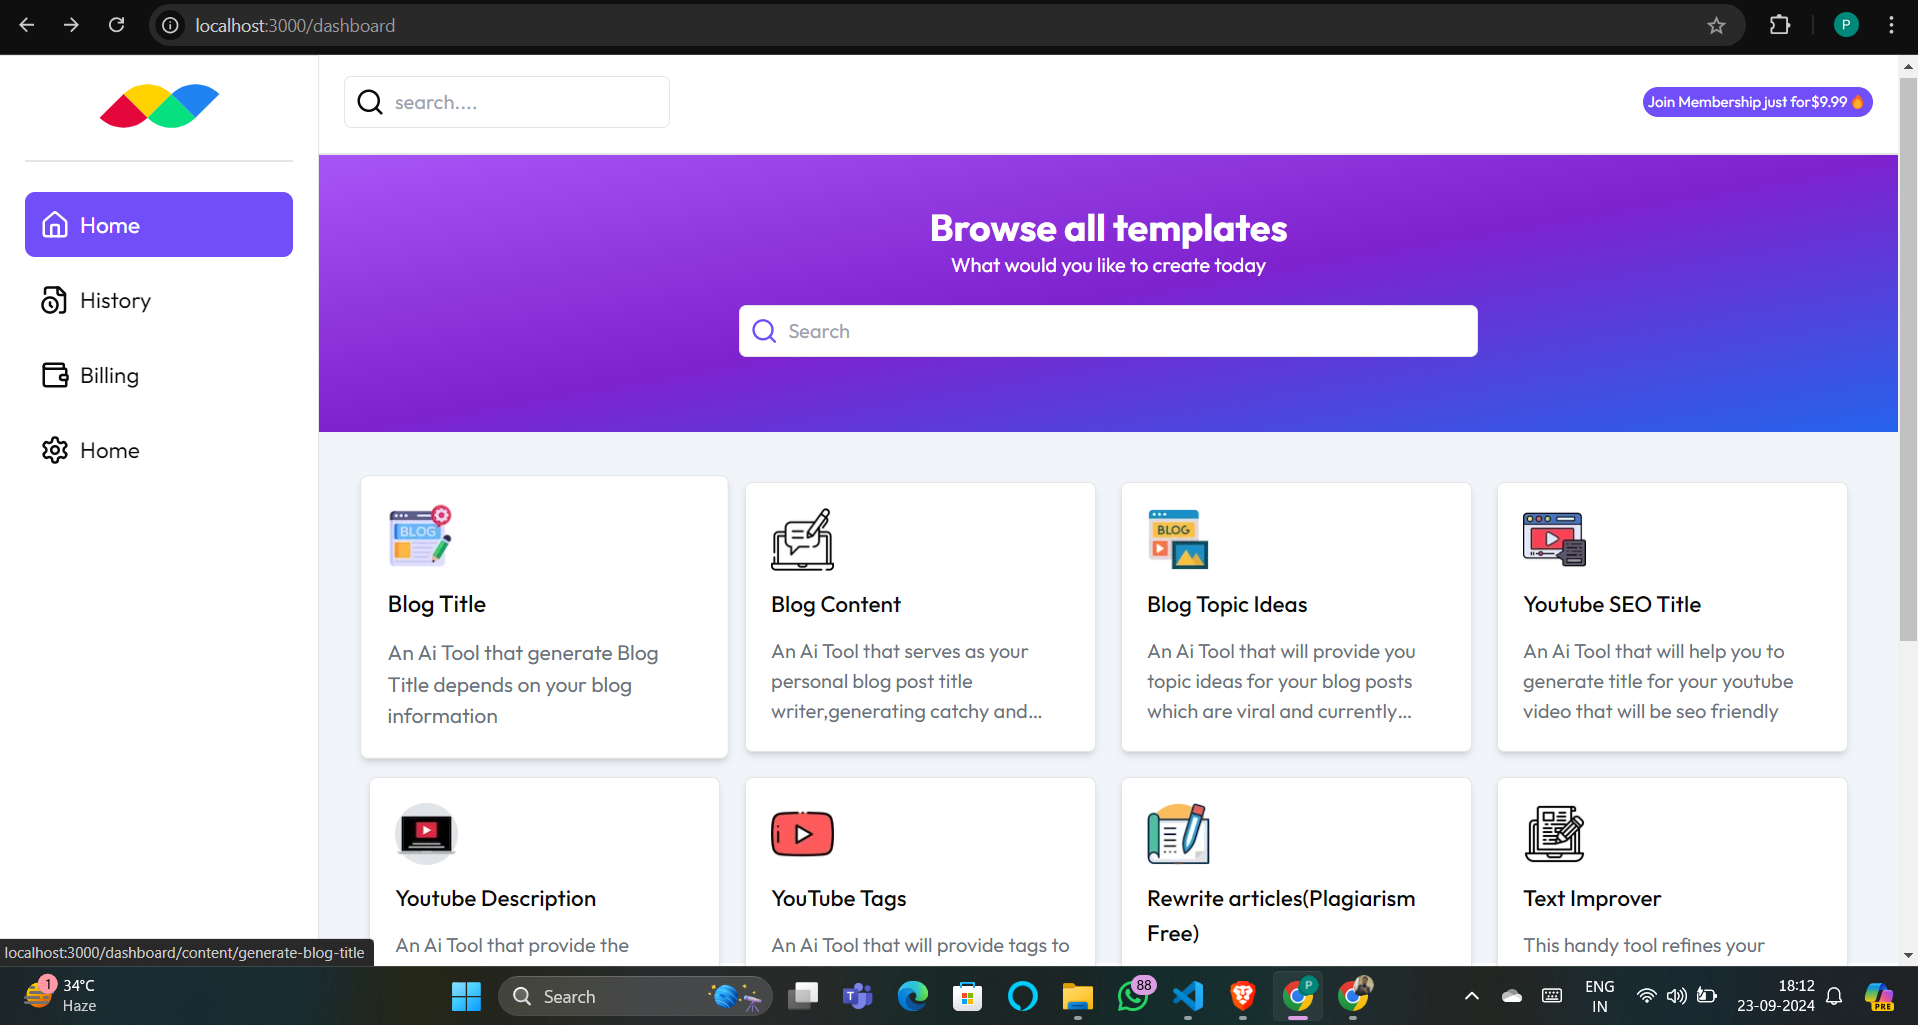 localhost:3000/dashboard
P
search....
Join Membership just for$9.99
Home
History
Billing
Home
Browse all templates
What would you like to create today
Search
BLOG
Blog Title
An Ai Tool that generate Blog
Title depends on your blog
information
Blog Content
An Ai Tool that serves as your
personal blog post title
writer,generating catchy and...
BLOG
Blog Topic Ideas
An Ai Tool that will provide you
topic ideas for your blog posts
which are viral and currently...
Youtube SEO Title
An Ai Tool that will help you to
generate title for your youtube
video that will be seo friendly
Youtube Description
An Ai Tool that provide the
YouTube Tags
An Ai Tool that will provide tags to
Rewrite articles(Plagiarism
Free)
Text Improver
This handy tool refines your
localhost:3000/dashboard/content/generate-blog-title
1
34°C
Haze
Search
T
88
P
ENG
IN
18:12
23-09-2024
PRE